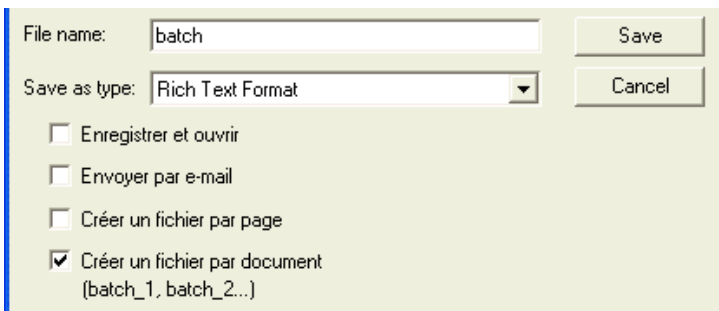 File name: batch Save
Save as type: Rich Text Format Cancel
Enregistrer et ouvrir
Envoyer par e-mail
Créer un fichier par page
Créer un fichier par document
(batch_1, batch_2...)